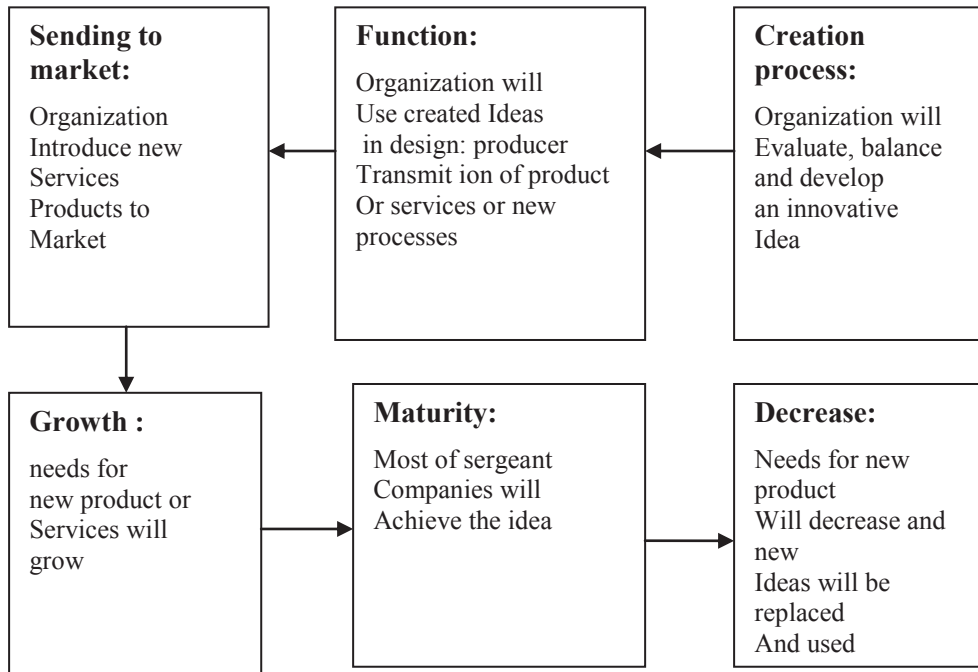 Sending to
market:
Organization
Introduce new
Services
Products to
Market
Function:
Organization will
Use created Ideas
in design: producer
Transmit ion of product
Or services or new
processes
Creation
process:
Organization will
Evaluate, balance
and develop
an innovative
Idea
Growth :
needs for
new product or
Services will
grow
Maturity:
Most of sergeant
Companies will
Achieve the idea
Decrease:
Needs for new
product
Will decrease and
new
Ideas will be
replaced
And used